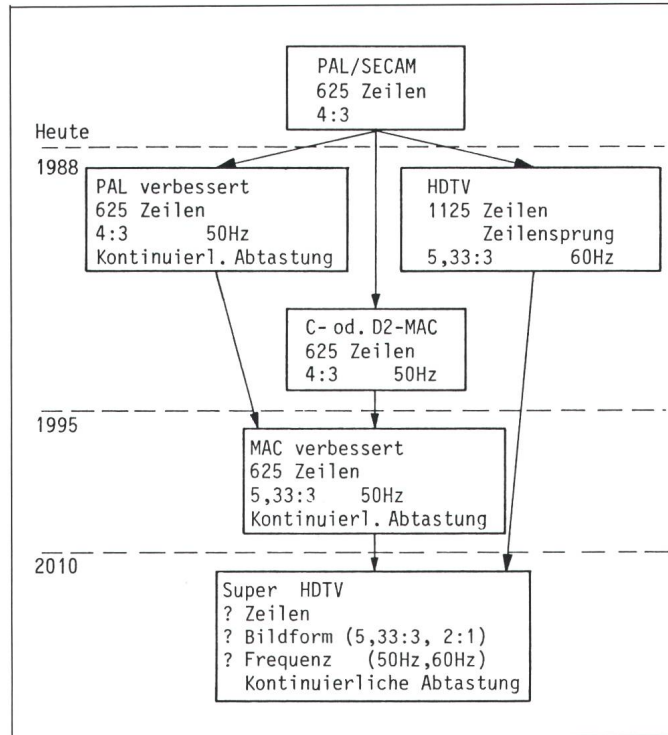 PAL/SECAM
625 Zeilen
4:3
Heute
1988
PAL verbessert
625 Zeilen
4:3 50Hz
Kontinuierl. Abtastung
HDTV
1125 Zeilen
Zeilensprung
5,33:3 60Hz
C- od. D2-MAC
625 Zeilen
4:3 50Hz
1995
MAC verbessert
625 Zeilen
5,33:3 50Hz
Kontinuierl. Abtastung
2010
Super HDTV
? Zeilen
? Bildform (5,33:3, 2:1)
? Frequenz (50Hz,60Hz)
Kontinuierliche Abtastung